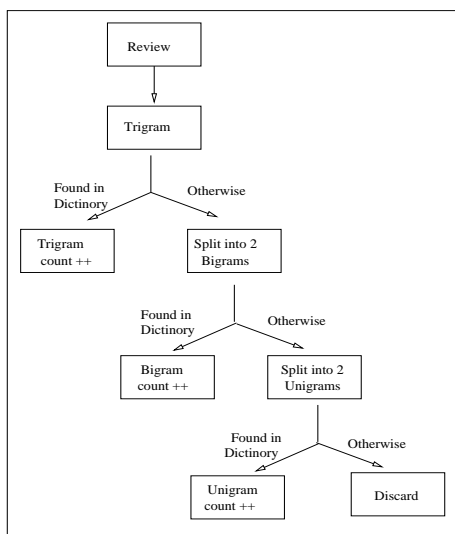 Review
Trigram
Found in
Dictinory
Otherwise
Trigram
count ++
Split into 2
Bigrams
Found in
Dictinory
Otherwise
Bigram
count ++
Split into 2
Unigrams
Found in
Dictinory
Otherwise
Unigram
count ++
Discard